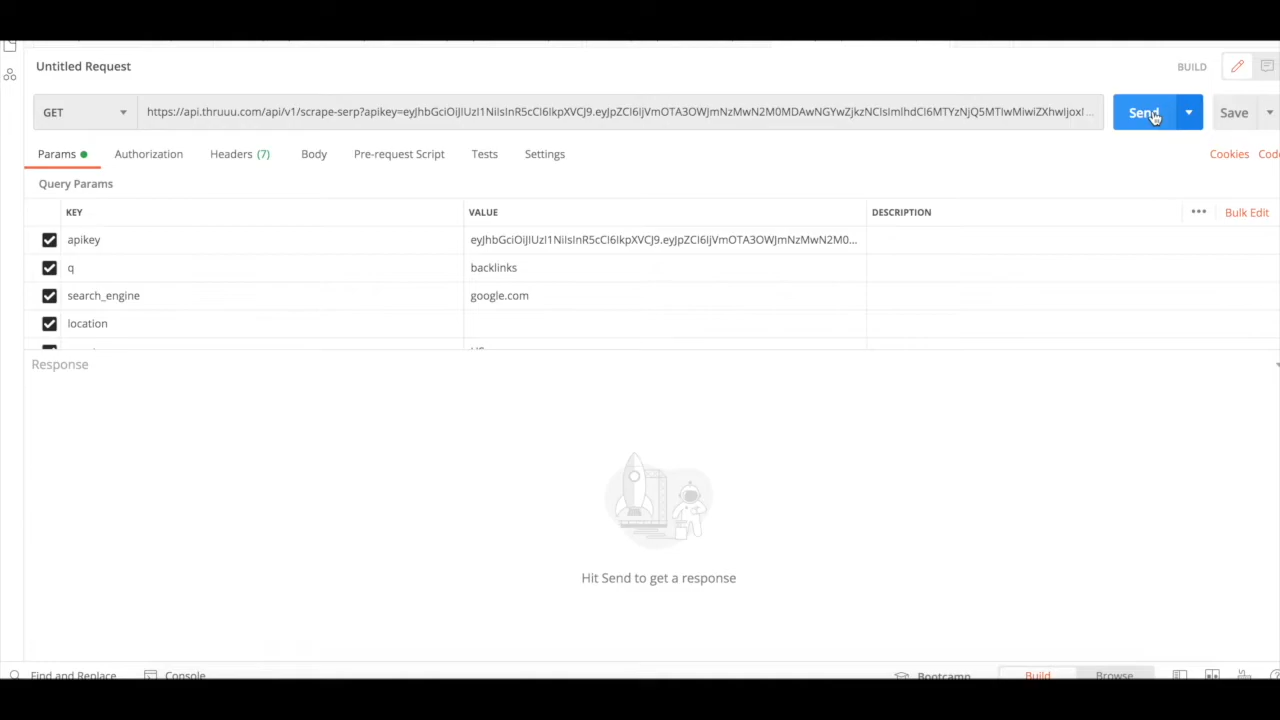 Untitled Request
BUILD
GET
https://api.thruuu.com/api/v1/scrape-serp?apikey=eyJhbGciOiJIUzI1NiIsInR5cCI6IkpXVCJ9.eyJpZCI6IjVmOTA3OWJmNzMwN2M0MDAwNGYwZjkzNCIsImlhdCI6MTYzNjQ5MTIwMiwiZXhwIjoxI...
Send
Save
Params
Authorization
Headers (7)
Body
Pre-request Script
Tests
Settings
Cookies
Code
Query Params
KEY
VALUE
DESCRIPTION
Bulk Edit
apikey
eyJhbGciOiJIUzI1NiIsInR5cCI6IkpXVCJ9.eyJpZCI6IjVmOTA3OWJmNzMwN2M0...
q
backlinks
search_engine
google.com
location
Response
Hit Send to get a response
Find and Replace
Console
Bootcamp
Build
Browse